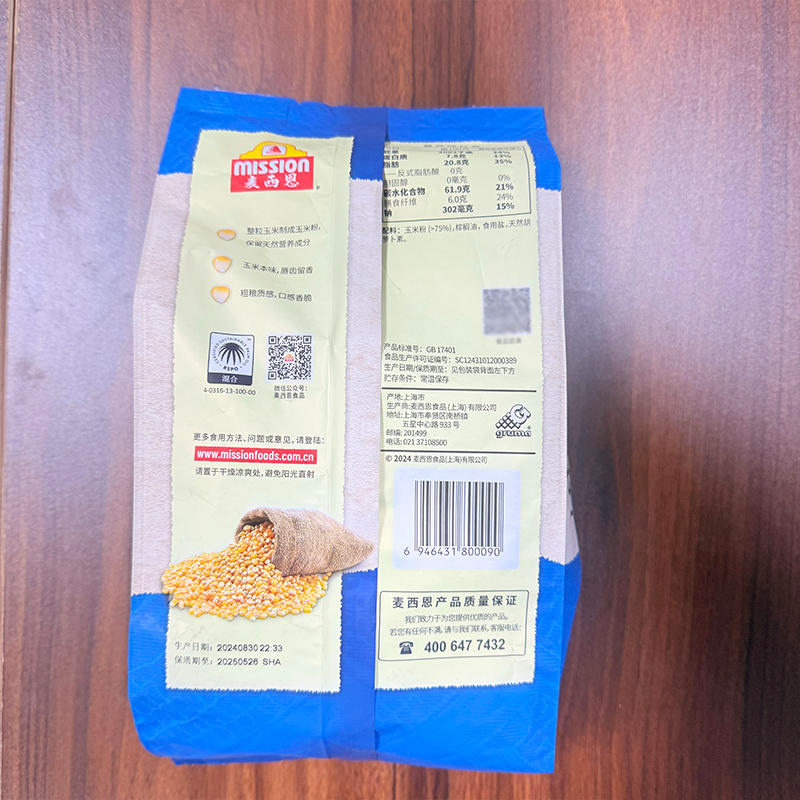 MISSION
麦西恩
整粒玉米制成玉米粉,
保留天然营养成分
玉米本味, 唇齿留香
粗粮质感, 口感香脆
CERTIFIED SUSTAINABLE PALM OIL
RSPO
混合
4-0316-13-100-00
微信公众号:
麦西恩食品
更多食用方法、问题或意见, 请登陆:
www.missionfoods.com.cn
请置于干燥凉爽处, 避免阳光直射
生产日期: 20240830 22:33
保质期至: 20250526 SHA
24%
蛋白质 7.8克 13%
脂肪 20.8克 35%
——反式脂肪酸 0克
胆固醇 0毫克 0%
碳水化合物 61.9克 21%
膳食纤维 6.0克 24%
钠 302毫克 15%
配料: 玉米粉 (>75%), 棕榈油, 食用盐, 天然胡
萝卜素。
产品标准号: GB 17401
食品生产许可证编号: SC12431012000389
生产日期/保质期至: 见包装袋背面左下方
贮存条件: 常温保存
产地: 上海市
生产商: 麦西恩食品 (上海) 有限公司
地址: 上海市奉贤区南桥镇
五星中心路 933 号
邮编: 201499
电话: 021 37108500
gruma
© 2024 麦西恩食品(上海)有限公司
6 946431 800090
麦西恩产品质量保证
我们致力于为您提供优质的产品。
若您有任何不满, 请与我们联系, 客服电话:
400 647 7432